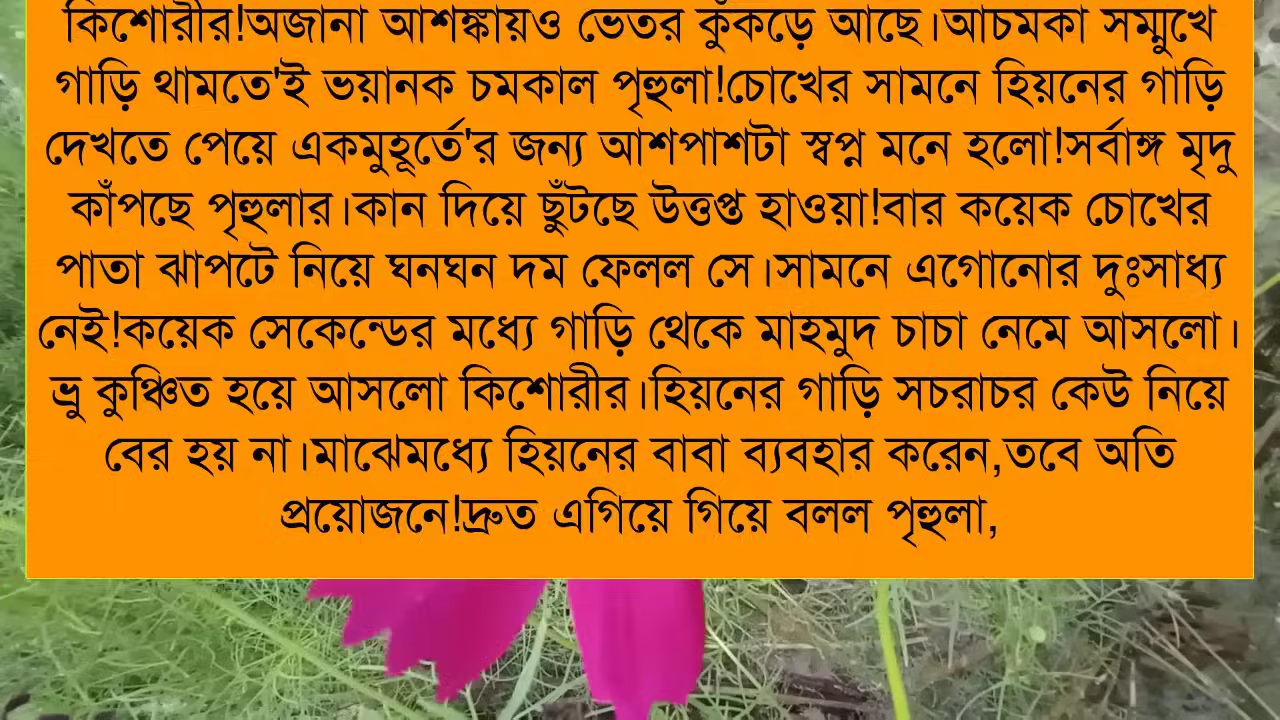 কিশোরীর!অজানা আশঙ্কায়ও ভেতর কুঁকড়ে আছে।আচমকা সম্মুখে
গাড়ি থামতে'ই ভয়ানক চমকাল পৃহুলা!চোখের সামনে হিয়নের গাড়ি
দেখতে পেয়ে একমুহূর্তে'র জন্য আশপাশটা স্বপ্ন মনে হলো!সর্বাঙ্গ মৃদু
কাঁপছে পৃহুলার।কান দিয়ে ছুঁটছে উত্তপ্ত হাওয়া!বার কয়েক চোখের
পাতা ঝাপটে নিয়ে ঘনঘন দম ফেলল সে।সামনে এগোনোর দুঃসাধ্য
নেই!কয়েক সেকেন্ডের মধ্যে গাড়ি থেকে মাহমুদ চাচা নেমে আসলো।
ভ্রু কুঞ্চিত হয়ে আসলো কিশোরীর।হিয়নের গাড়ি সচরাচর কেউ নিয়ে
বের হয় না।মাঝেমধ্যে হিয়নের বাবা ব্যবহার করেন,তবে অতি
প্রয়োজনে!দ্রুত এগিয়ে গিয়ে বলল পৃহুলা,